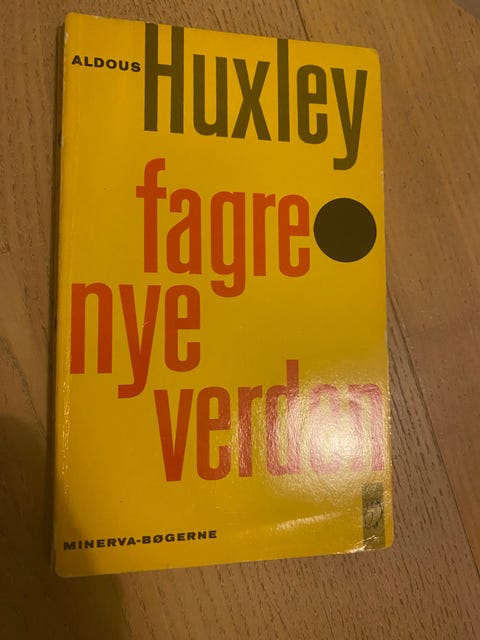 ALDOUS Huxley
fagre
nye
verden
MINERVA-BØGERNE